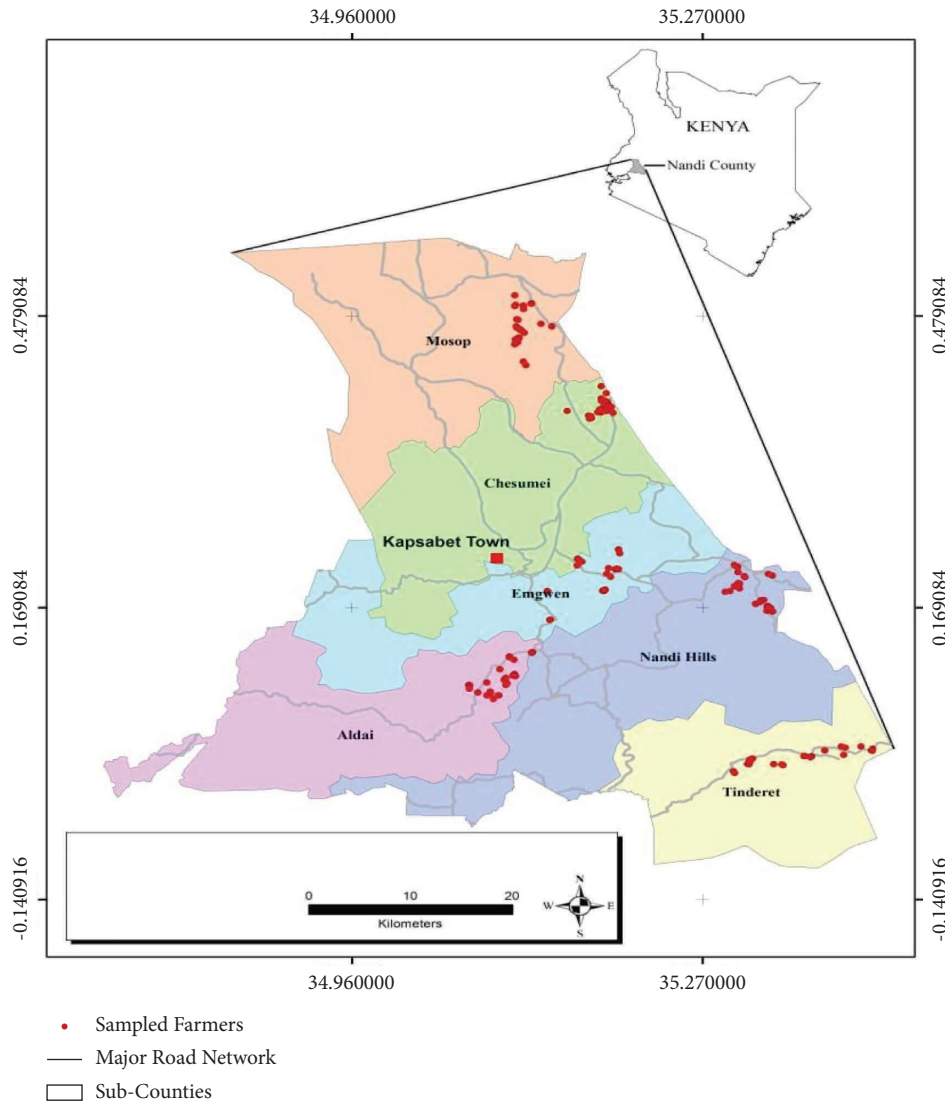 34.960000 35.270000
KENYA
Nandi County
0.479084 0.479084
Mosop
Chesumei
Kapsabet Town
Emgwen
0.169084 0.169084
Nandi Hills
Aldai
Tinderet
N
0 10 20
W E
Kilometers
S
-0.140916 -0.140916
34.960000 35.270000
Sampled Farmers
Major Road Network
Sub-Counties